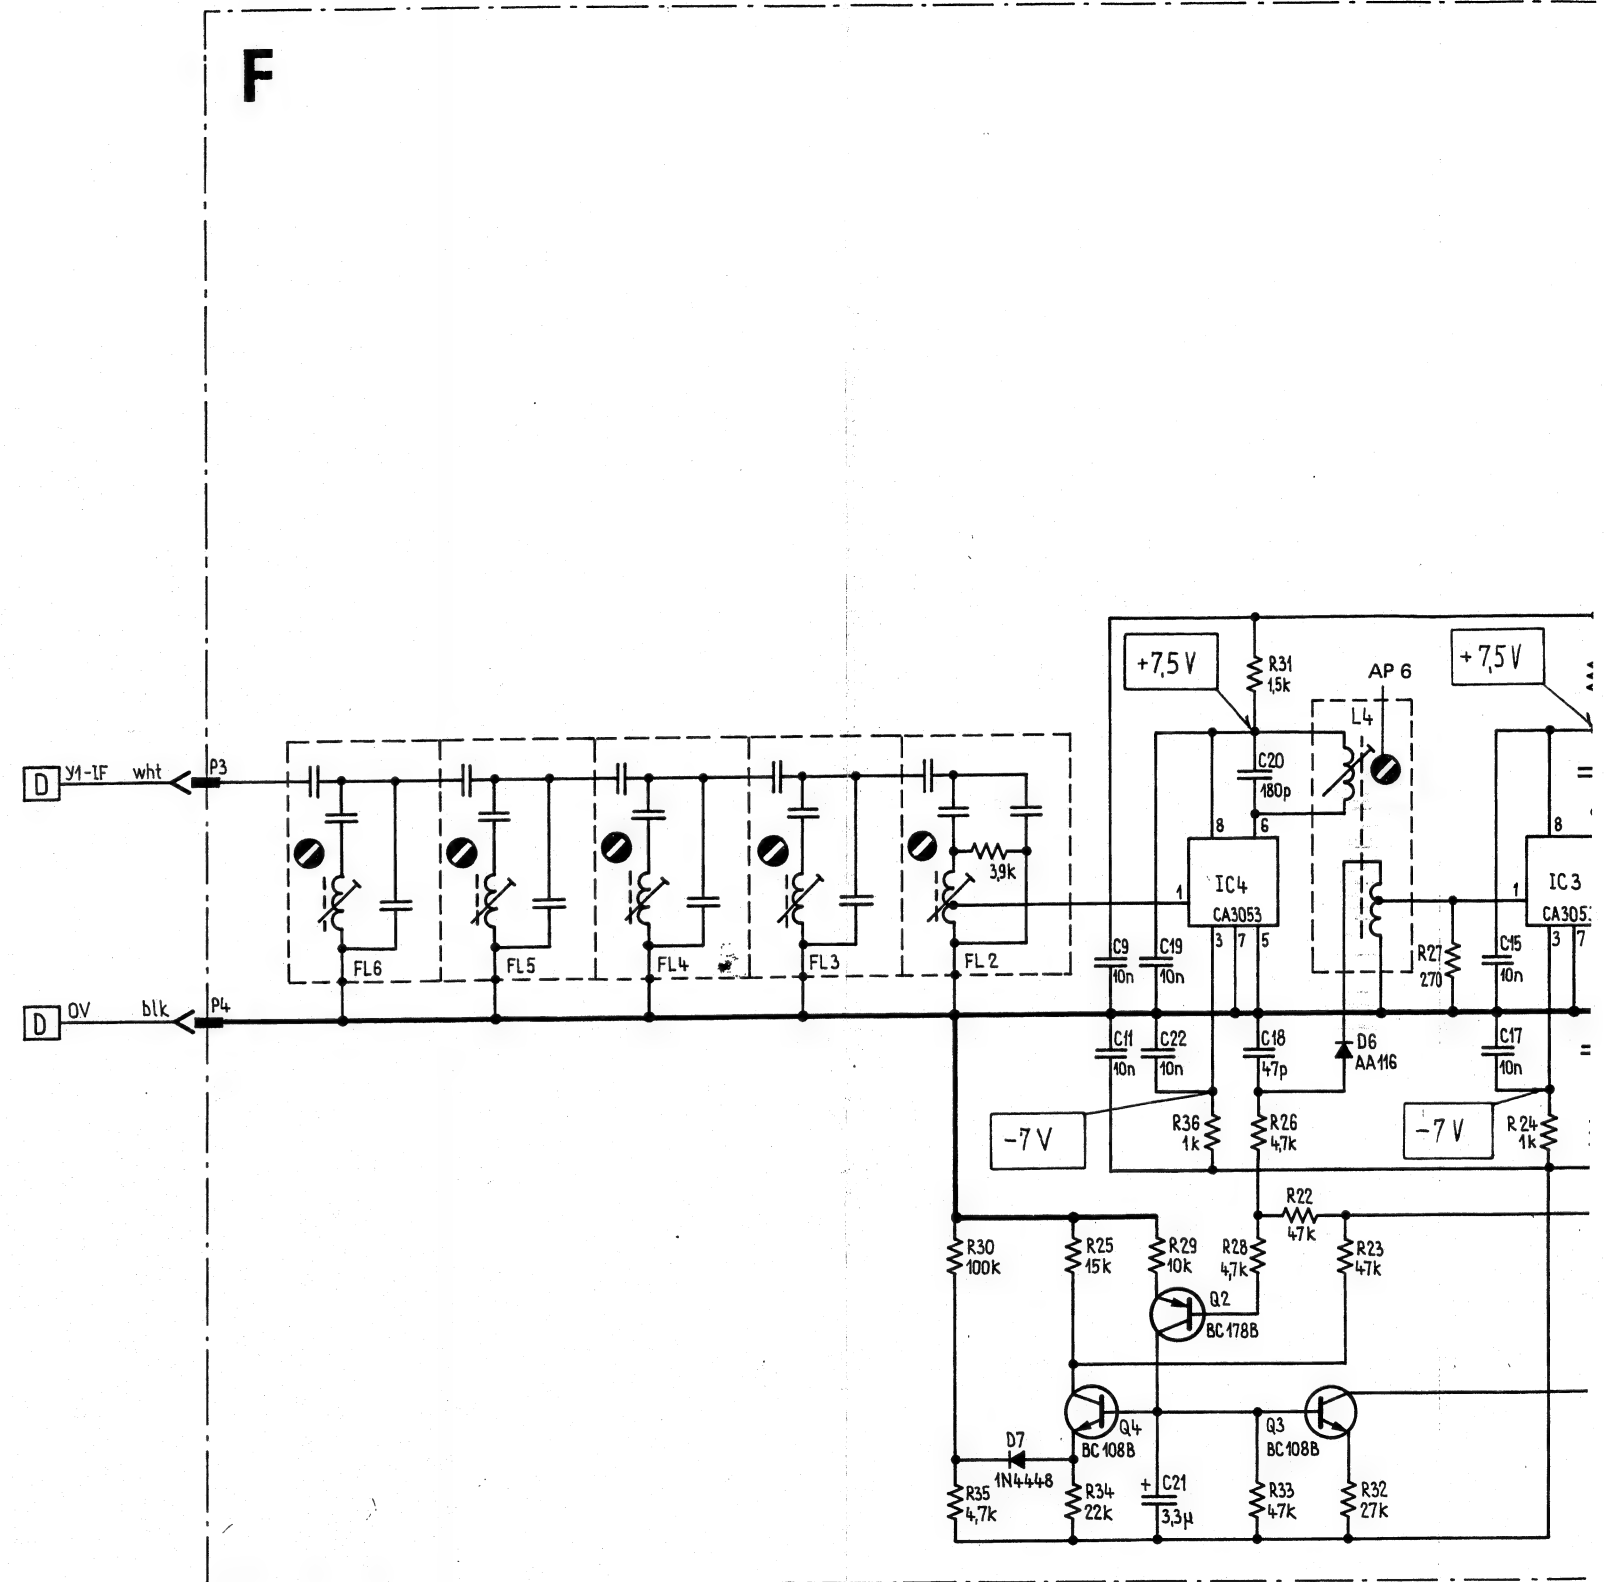 F
+7,5 V
R31
1,5k
AP 6
+7,5 V
L4
D
Y1-IF
wht
P3
C20
180p
8
6
8
3,9k
1
IC4
CA3053
1
IC 3
3
7
5
3
7
FL6
FL5
FL4
FL3
FL2
C9
10n
C19
10n
R27
270
C15
10n
D
0V
blk
P4
C11
10n
C22
10n
C18
47p
D6
AA116
C17
10n
-7 V
R36
1k
R26
4,7k
-7 V
R24
1k
R22
47k
R30
100k
R25
15k
R29
10k
R28
4,7k
R23
47k
Q2
BC178B
Q4
BC108B
Q3
BC108B
D7
1N4448
R35
4,7k
R34
22k
+
C21
3,3µ
R33
47k
R32
27k